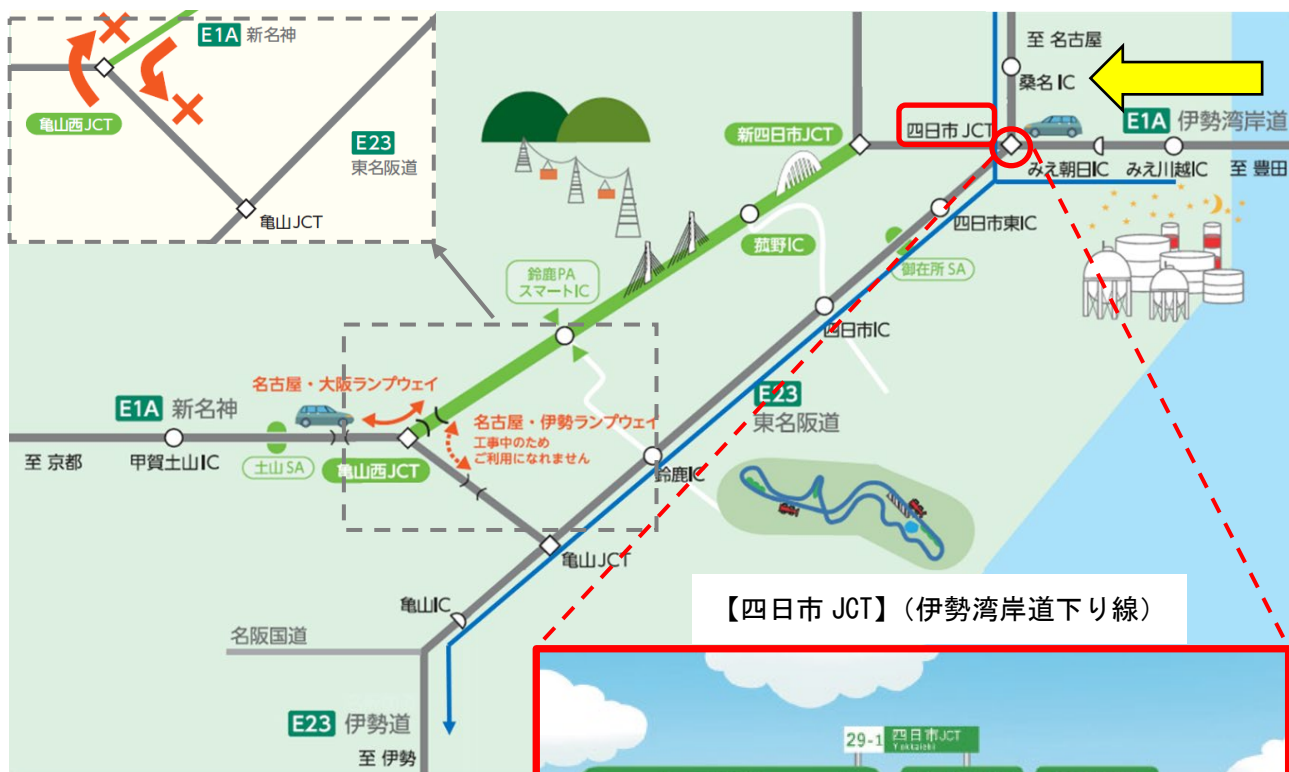 E1A 新名神
亀山西JCT
E23
東名阪道
亀山JCT
至 名古屋
桑名 IC
四日市 JCT
E1A 伊勢湾岸道
新四日市JCT
みえ朝日IC
みえ川越IC
至 豊田
四日市東IC
菰野IC
御在所 SA
鈴鹿PA
スマートIC
四日市IC
名古屋・大阪ランプウェイ
E1A 新名神
名古屋・伊勢ランプウェイ
工事中のため
ご利用になれません
E23
東名阪道
至 京都
甲賀土山IC
土山 SA
亀山西JCT
鈴鹿IC
亀山JCT
亀山IC
名阪国道
【四日市 JCT】(伊勢湾岸道下り線)
E23 伊勢道
至 伊勢
29-1 四日市JCT
Yokkaichi